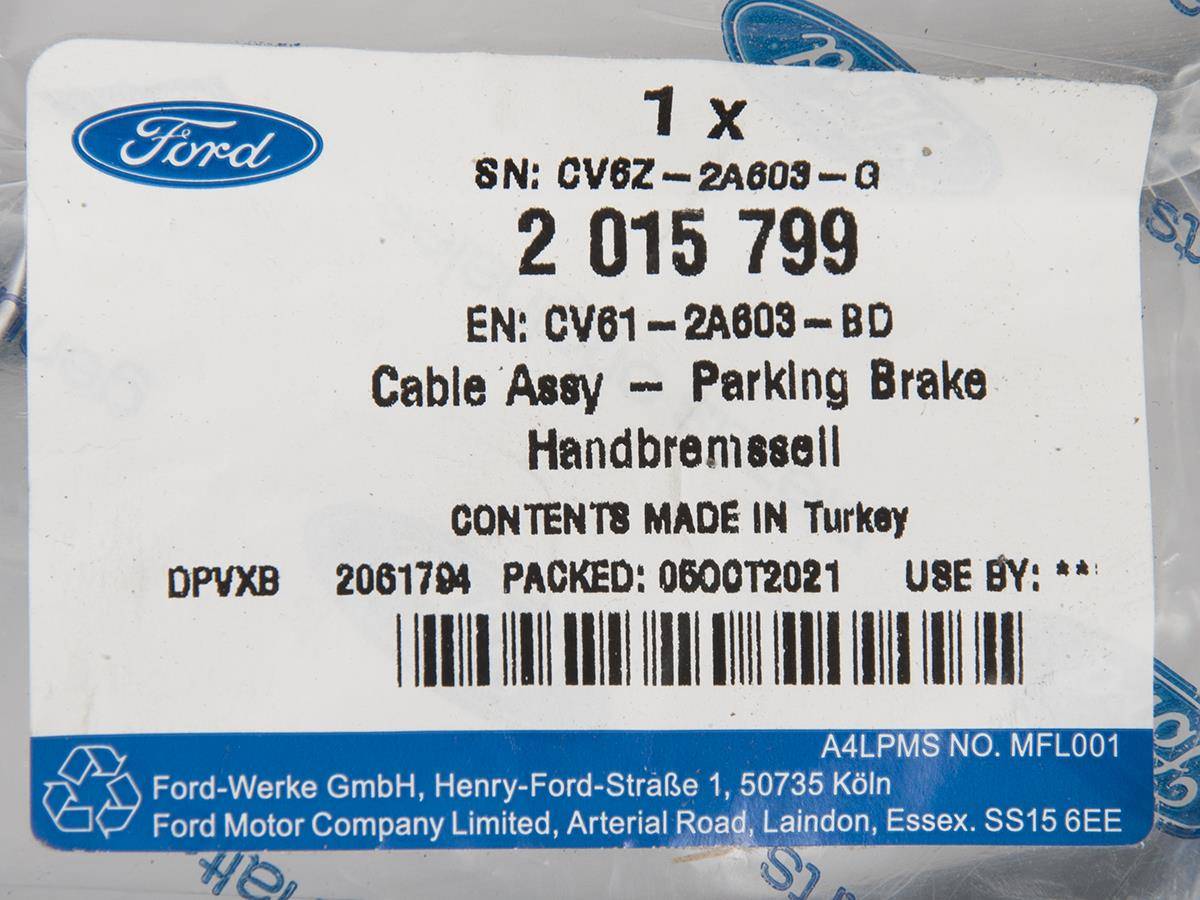 Ford
1 x
SN: CV6Z-2A603-G
2 015 799
EN: CV61-2A603-BD
Cable Assy - Parking Brake
Handbremsseil
CONTENTS MADE IN Turkey
DPVXB 2061794 PACKED: 05OCT2021 USE BY: **
A4LPMS NO. MFL001
Ford-Werke GmbH, Henry-Ford-Straße 1, 50735 Köln
Ford Motor Company Limited, Arterial Road, Laindon, Essex. SS15 6EE